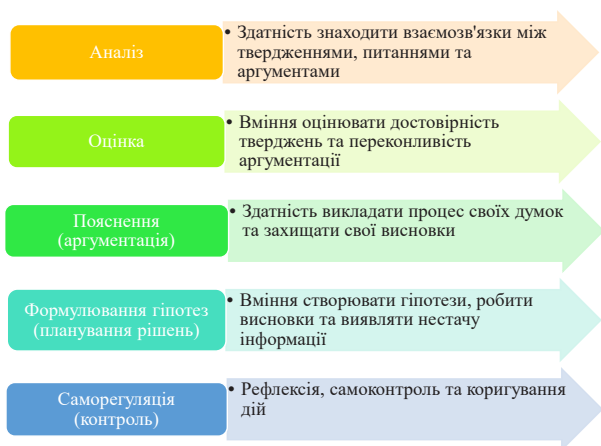 Аналіз
• Здатність знаходити взаємозв'язки між
твердженнями, питаннями та
аргументами
Оцінка
• Вміння оцінювати достовірність
тверджень та переконливість
аргументації
Пояснення
(аргументація)
• Здатність викладати процес своїх думок
та захищати свої висновки
Формулювання гіпотез
(планування рішень)
• Вміння створювати гіпотези, робити
висновки та виявляти нестачу
інформації
Саморегуляція
(контроль)
• Рефлексія, самоконтроль та коригування
дій